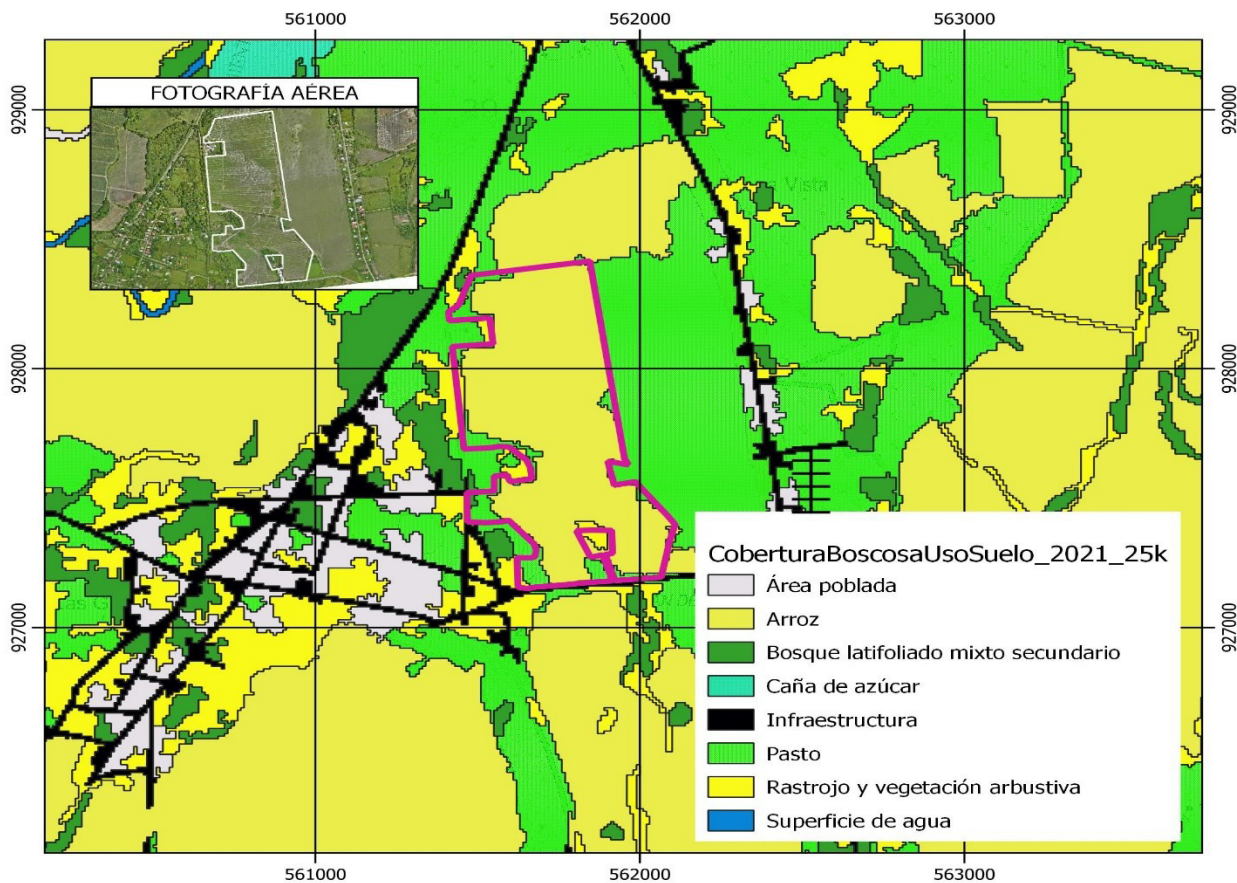 561000 562000 563000
FOTOGRAFÍA AÉREA
929000 929000
Vista
928000 928000
CoberturaBoscosaUsoSuelo_2021_25k
Área poblada
Arroz
Bosque latifoliado mixto secundario
Caña de azúcar
Infraestructura
Pasto
Rastrojo y vegetación arbustiva
Superficie de agua
927000 927000
561000 562000 563000